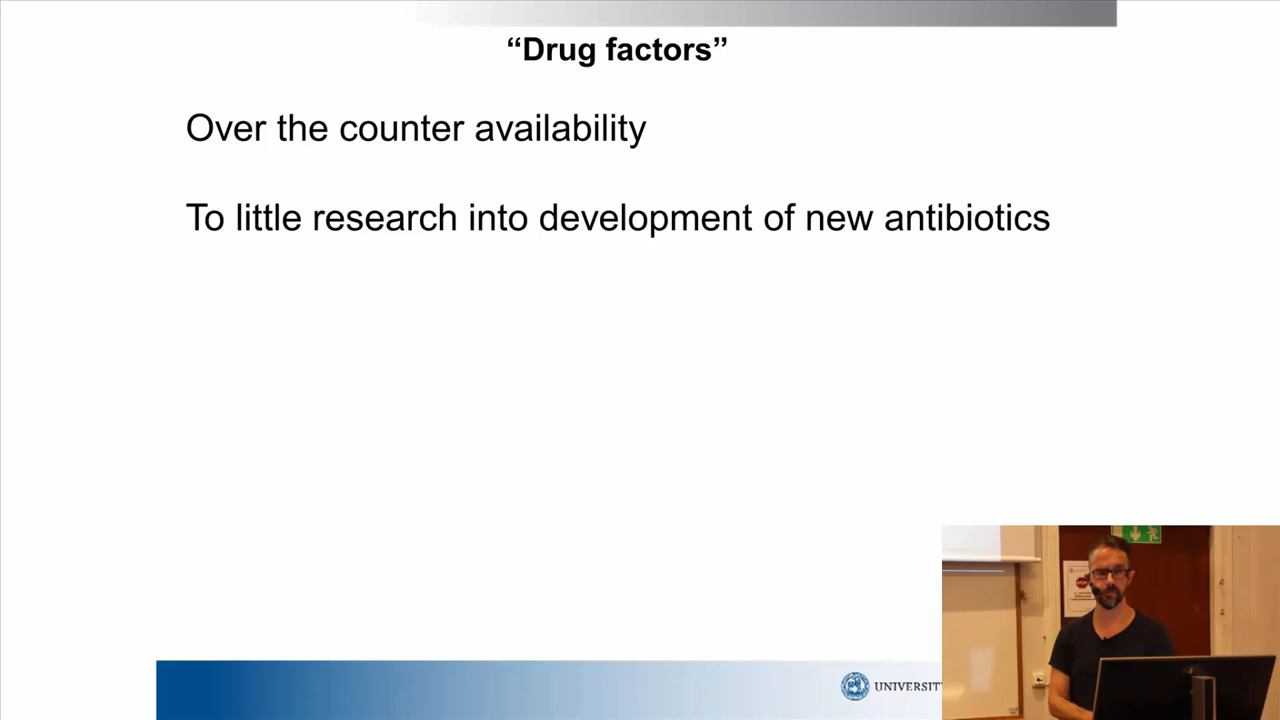 “Drug factors”
Over the counter availability
To little research into development of new antibiotics
UNIVERSITY